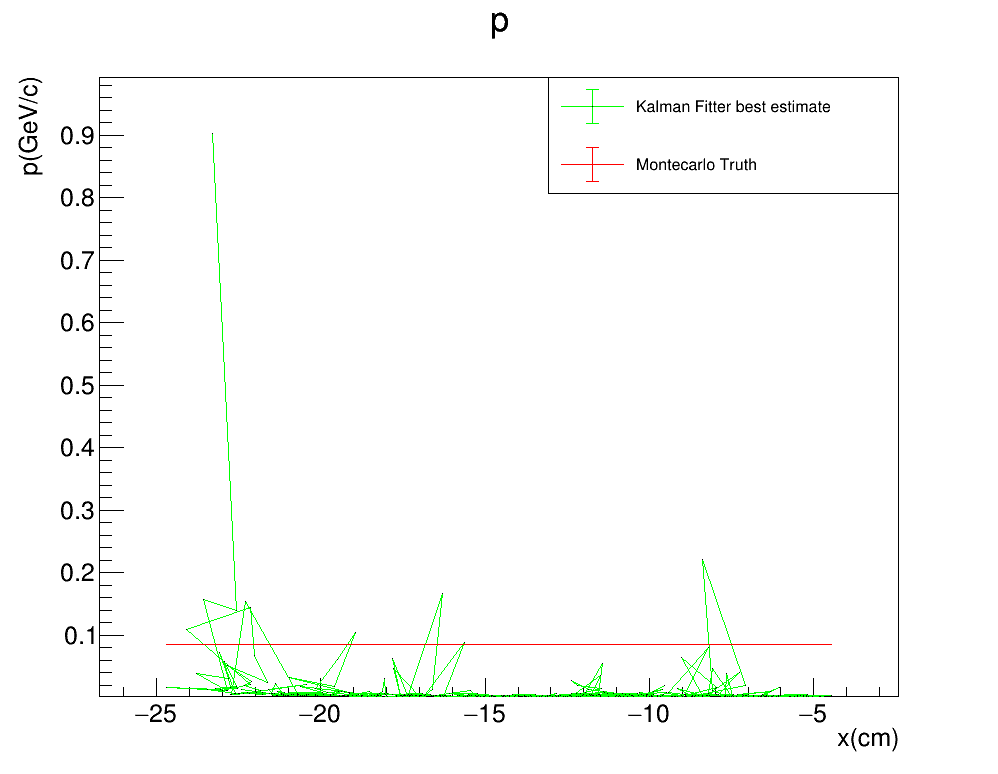 p
p(GeV/c)
Kalman Fitter best estimate
Montecarlo Truth
0.9
0.8
0.7
0.6
0.5
0.4
0.3
0.2
0.1
−25 −20 −15 −10 −5
x(cm)